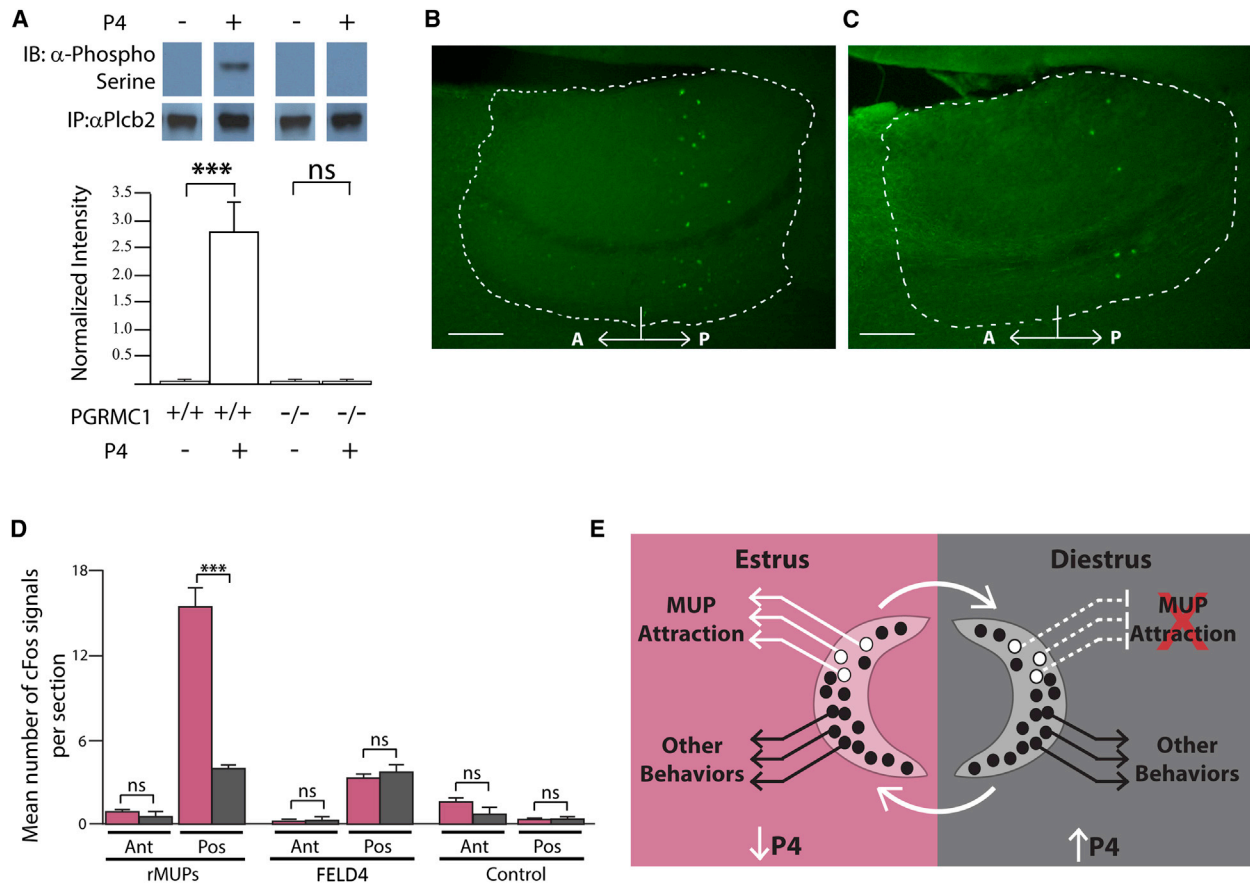 A
P4 - + - +
IB: α-Phospho
Serine
IP:αPlcb2
*** ns
Normalized Intensity
3.5
3.0
2.5
2.0
1.5
1.0
0.5
PGRMC1 +/+ +/+ -/- -/-
P4 - + - +
B
A P
C
A P
D
Mean number of cFos signals
per section
18
12
6
0
ns *** ns ns ns ns
Ant Pos Ant Pos Ant Pos
rMUPs FELD4 Control
E
Estrus
MUP
Attraction
Other
Behaviors
P4
Diestrus
MUP
Attraction
X
Other
Behaviors
P4